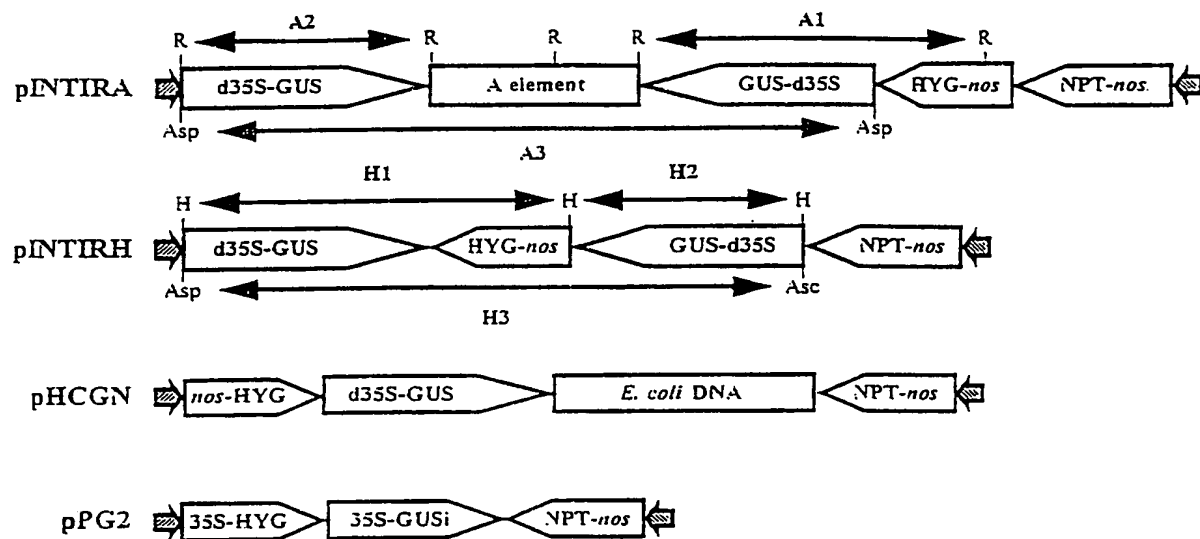 A2 A1
R R R R R
pINTIRA d35S-GUS A element GUS-d35S HYG-nos NPT-nos.
Asp Asp
A3
H1 H2
H H H
pINTIRH d35S-GUS HYG-nos GUS-d35S NPT-nos
Asp Asc
H3
pHCGN nos-HYG d35S-GUS E. coli DNA NPT-nos
pPG2 35S-HYG 35S-GUSi NPT-nos